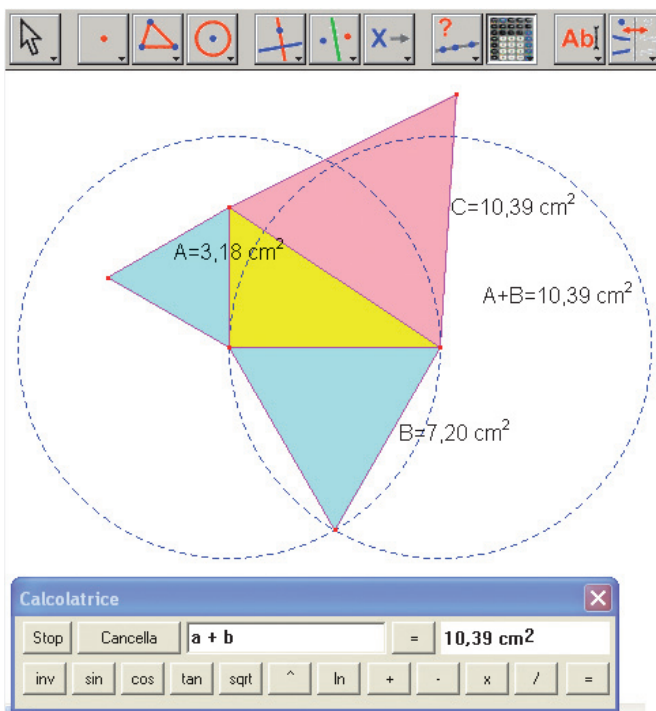 X
?
Ab
C=10,39 cm²
A=3,18 cm²
A+B=10,39 cm²
B=7,20 cm²
Calcolatrice
Stop Cancella a + b = 10,39 cm2
inv sin cos tan sqrt ^ ln + - x / =